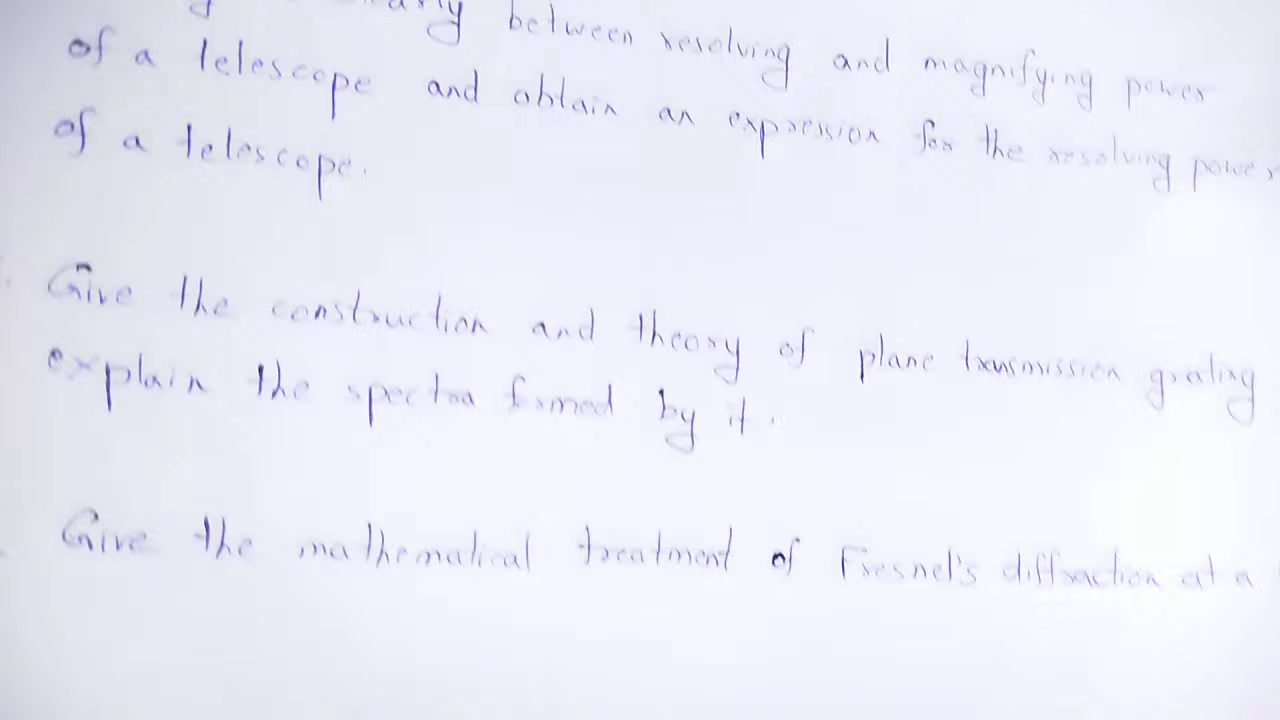 between resolving and magnifying power
of a telescope and obtain an expression for the resolving power
of a telescope.
Give the construction and theory of plane transmission grating
explain the spectra formed by it.
Give the mathematical treatment of Fresnel's diffraction at a